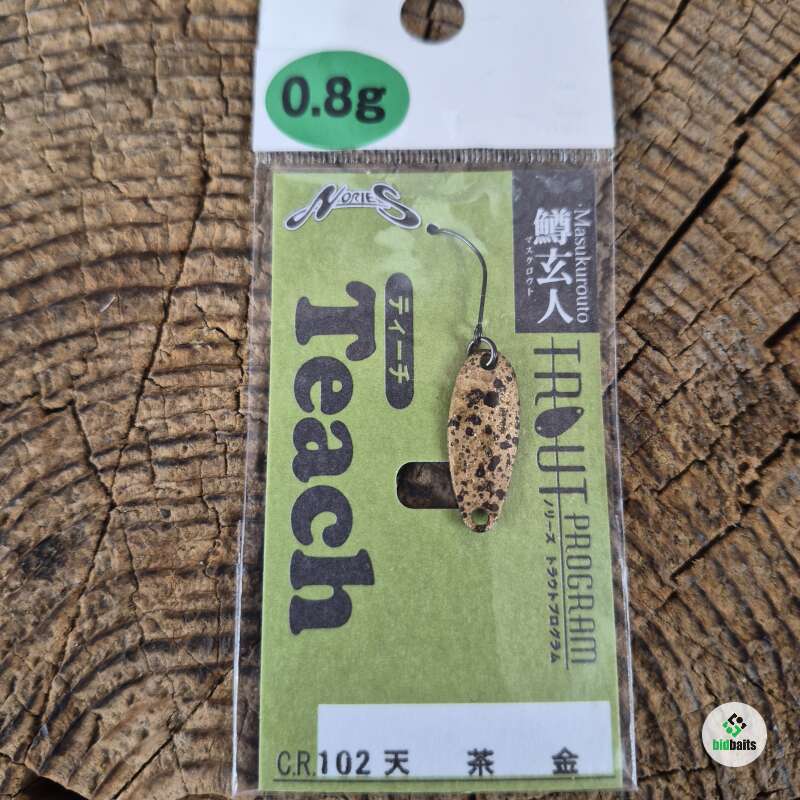 0.8g
NORIES
Masukurouto
鱒玄人
マスクロウト
ティーチ
Teach
TROUT PROGRAM
ノリーズ トラウトプログラム
C.R.102 天 茶 金
bidbaits